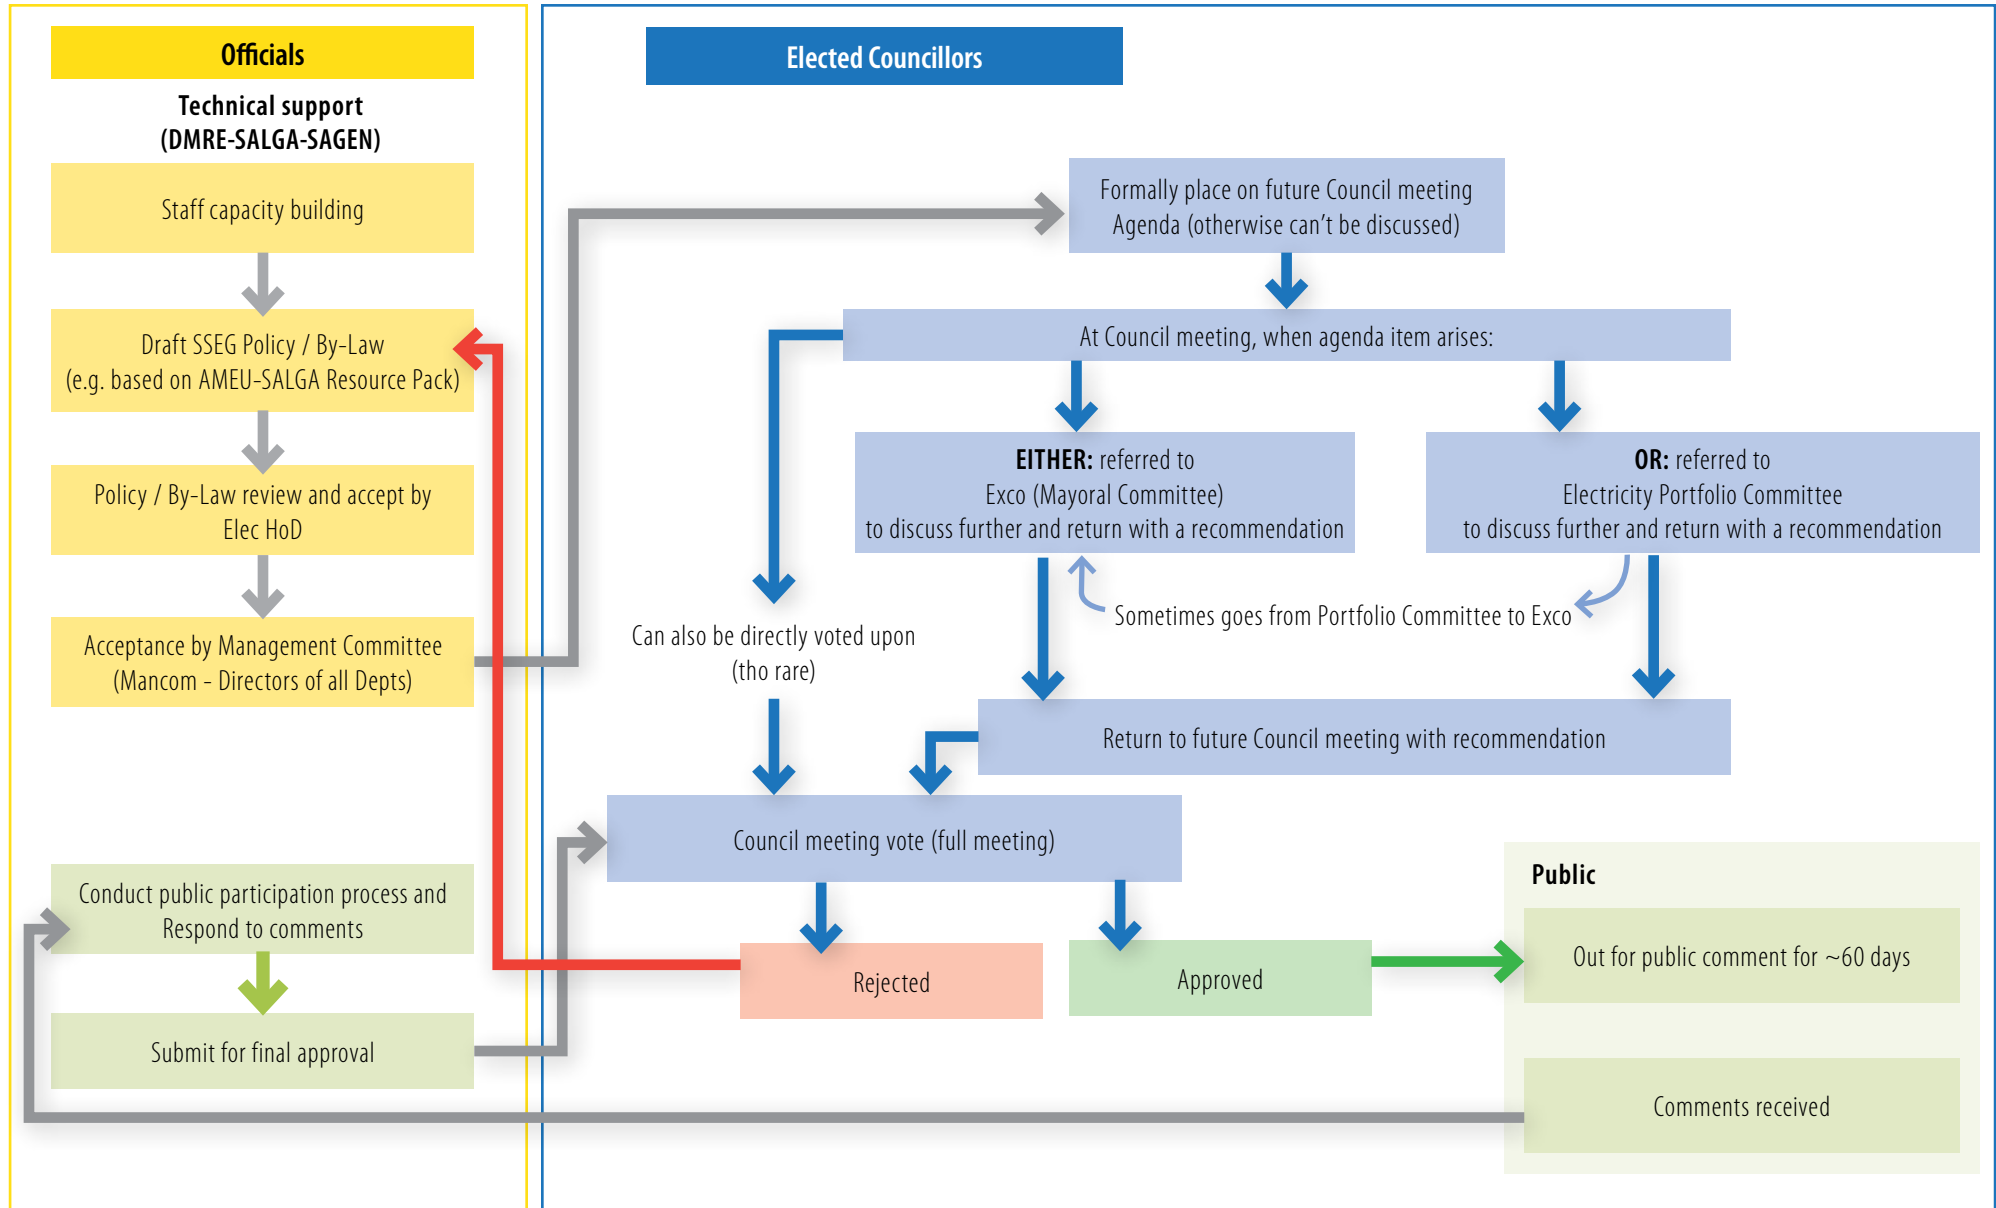 Officials
Technical support
(DMRE-SALGA-SAGEN)
Staff capacity building
Draft SSEG Policy / By-Law
(e.g. based on AMEU-SALGA Resource Pack)
Policy / By-Law review and accept by
Elec HoD
Acceptance by Management Committee
(Mancom - Directors of all Depts)
Conduct public participation process and
Respond to comments
Submit for final approval
Elected Councillors
Formally place on future Council meeting
Agenda (otherwise can't be discussed)
At Council meeting, when agenda item arises:
EITHER: referred to
Exco (Mayoral Committee)
to discuss further and return with a recommendation
OR: referred to
Electricity Portfolio Committee
to discuss further and return with a recommendation
Sometimes goes from Portfolio Committee to Exco
Can also be directly voted upon
(tho rare)
Return to future Council meeting with recommendation
Council meeting vote (full meeting)
Rejected
Approved
Public
Out for public comment for ~60 days
Comments received